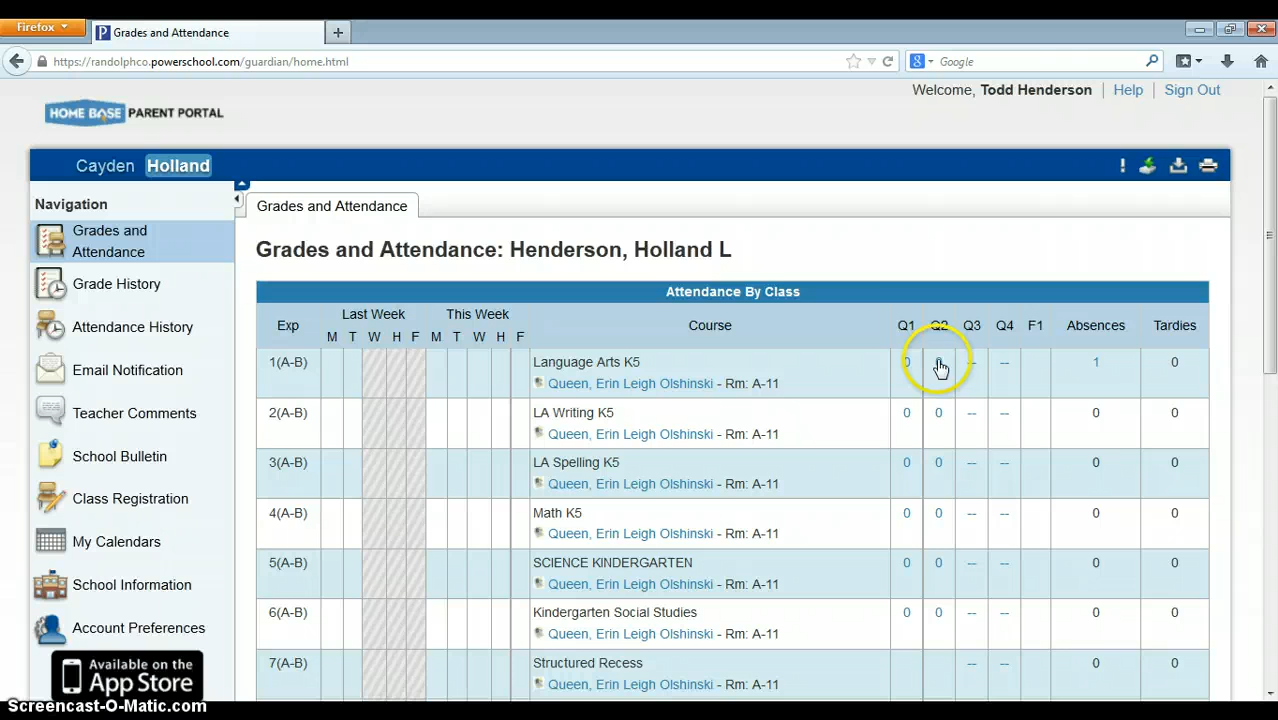 Firefox
Grades and Attendance
https://randolphco.powerschool.com/guardian/home.html
Google
Welcome, Todd Henderson Help Sign Out
HOME BASE PARENT PORTAL
Cayden Holland
Navigation
Grades and Attendance
Grades and
Attendance
Grade History
Attendance History
Email Notification
Teacher Comments
School Bulletin
Class Registration
My Calendars
School Information
Account Preferences
Available on the
App Store
Grades and Attendance: Henderson, Holland L
Attendance By Class
Exp Last Week This Week Course Q1 Q2 Q3 Q4 F1 Absences Tardies
M T W H F M T W H F
1(A-B) Language Arts K5 0 0 -- -- 1 0
Queen, Erin Leigh Olshinski - Rm: A-11
2(A-B) LA Writing K5 0 0 -- -- 0 0
Queen, Erin Leigh Olshinski - Rm: A-11
3(A-B) LA Spelling K5 0 0 -- -- 0 0
Queen, Erin Leigh Olshinski - Rm: A-11
4(A-B) Math K5 0 0 -- -- 0 0
Queen, Erin Leigh Olshinski - Rm: A-11
5(A-B) SCIENCE KINDERGARTEN 0 0 -- -- 0 0
Queen, Erin Leigh Olshinski - Rm: A-11
6(A-B) Kindergarten Social Studies 0 0 -- -- 0 0
Queen, Erin Leigh Olshinski - Rm: A-11
7(A-B) Structured Recess -- -- 0 0
Queen, Erin Leigh Olshinski - Rm: A-11
Screencast-O-Matic.com